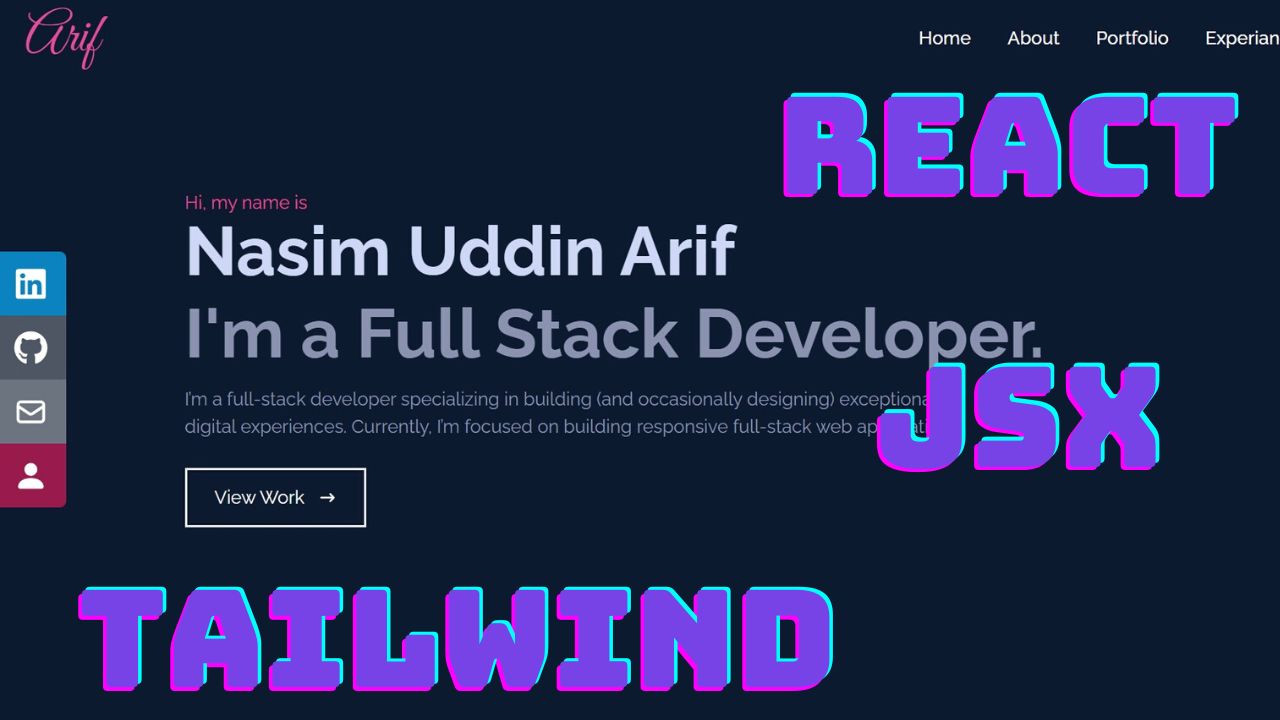 Arif
Home About Portfolio Experian
REACT
Hi, my name is
Nasim Uddin Arif
I'm a Full Stack Developer.
JSX
I'm a full-stack developer specializing in building (and occasionally designing) exceptiona
digital experiences. Currently, I'm focused on building responsive full-stack web ap
View Work →
TAILWIND